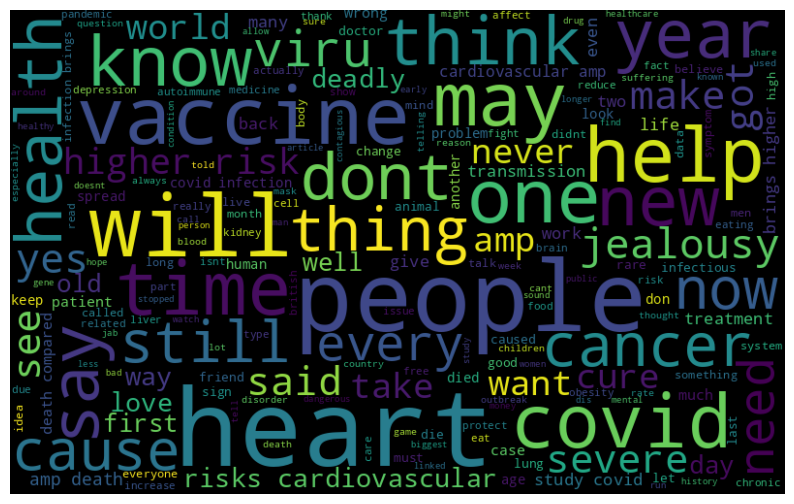 pandemic world many thank doctor wrong might affect drug healthcare
question sure allow even year share
know viru think fact used
health depression autoimmune actually deadly cardiovascular amp reduce suffering believe known high
around medicine show early longer
infection brings vaccine body mind may make two got
healthy condition back contagious problem fight look didnt life find data symptom
higher risk told article telling never reason help
especially change another transmission
doesnt always covid infection dont one new men brings higher
spread really live cell mask animal
read month call person man will thing amp work eating jealousy
yes hope blood kidney long isnt human well give talk week brain rare infectious
old gene part time british people cant sound don risk now
keep patient stopped issue food public thought
called liver type caused children treatment
see related jab watch still every study women system
say due less lot country free died good cancer something
death compared bad way friend sign said take want cure obesity rate much need
idea love disorder tell dangerous outbreak dis mental
first heart money covid last
cause death game die protect case
biggest eat lung severe day
amp death everyone risks cardiovascular care must age study covid let chronic
increase linked run history